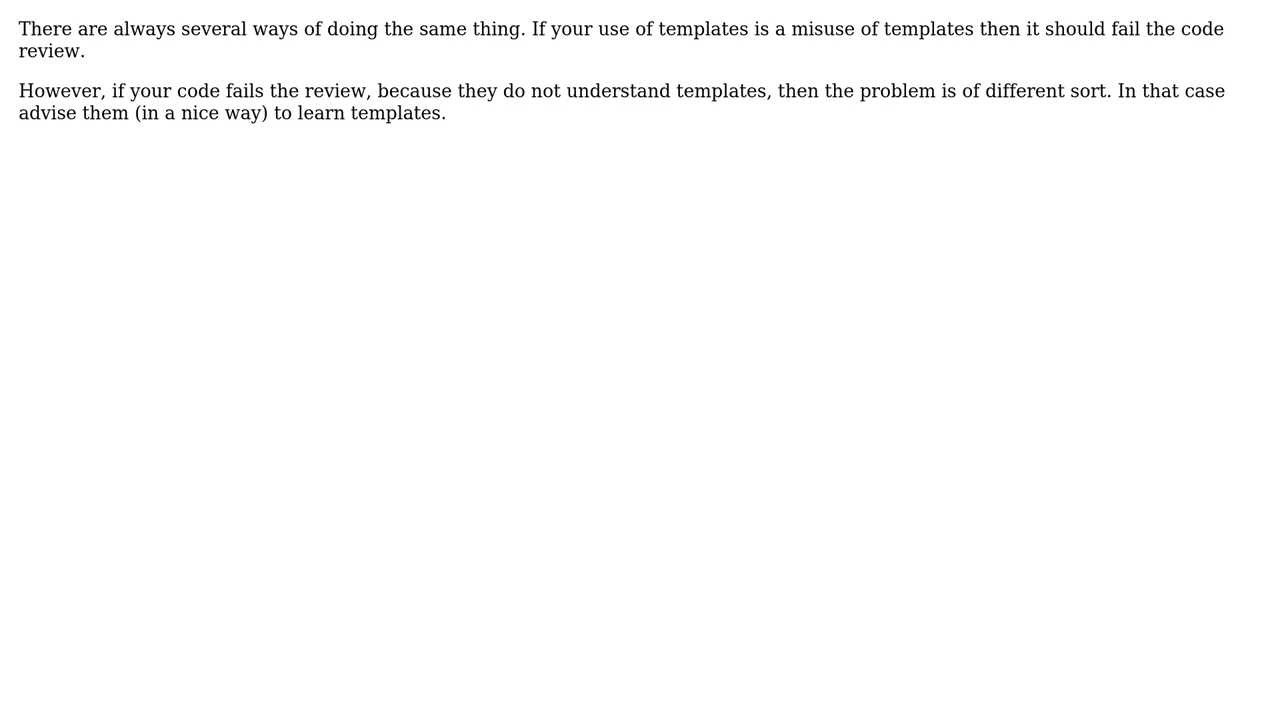 There are always several ways of doing the same thing. If your use of templates is a misuse of templates then it should fail the code
review.
However, if your code fails the review, because they do not understand templates, then the problem is of different sort. In that case
advise them (in a nice way) to learn templates.